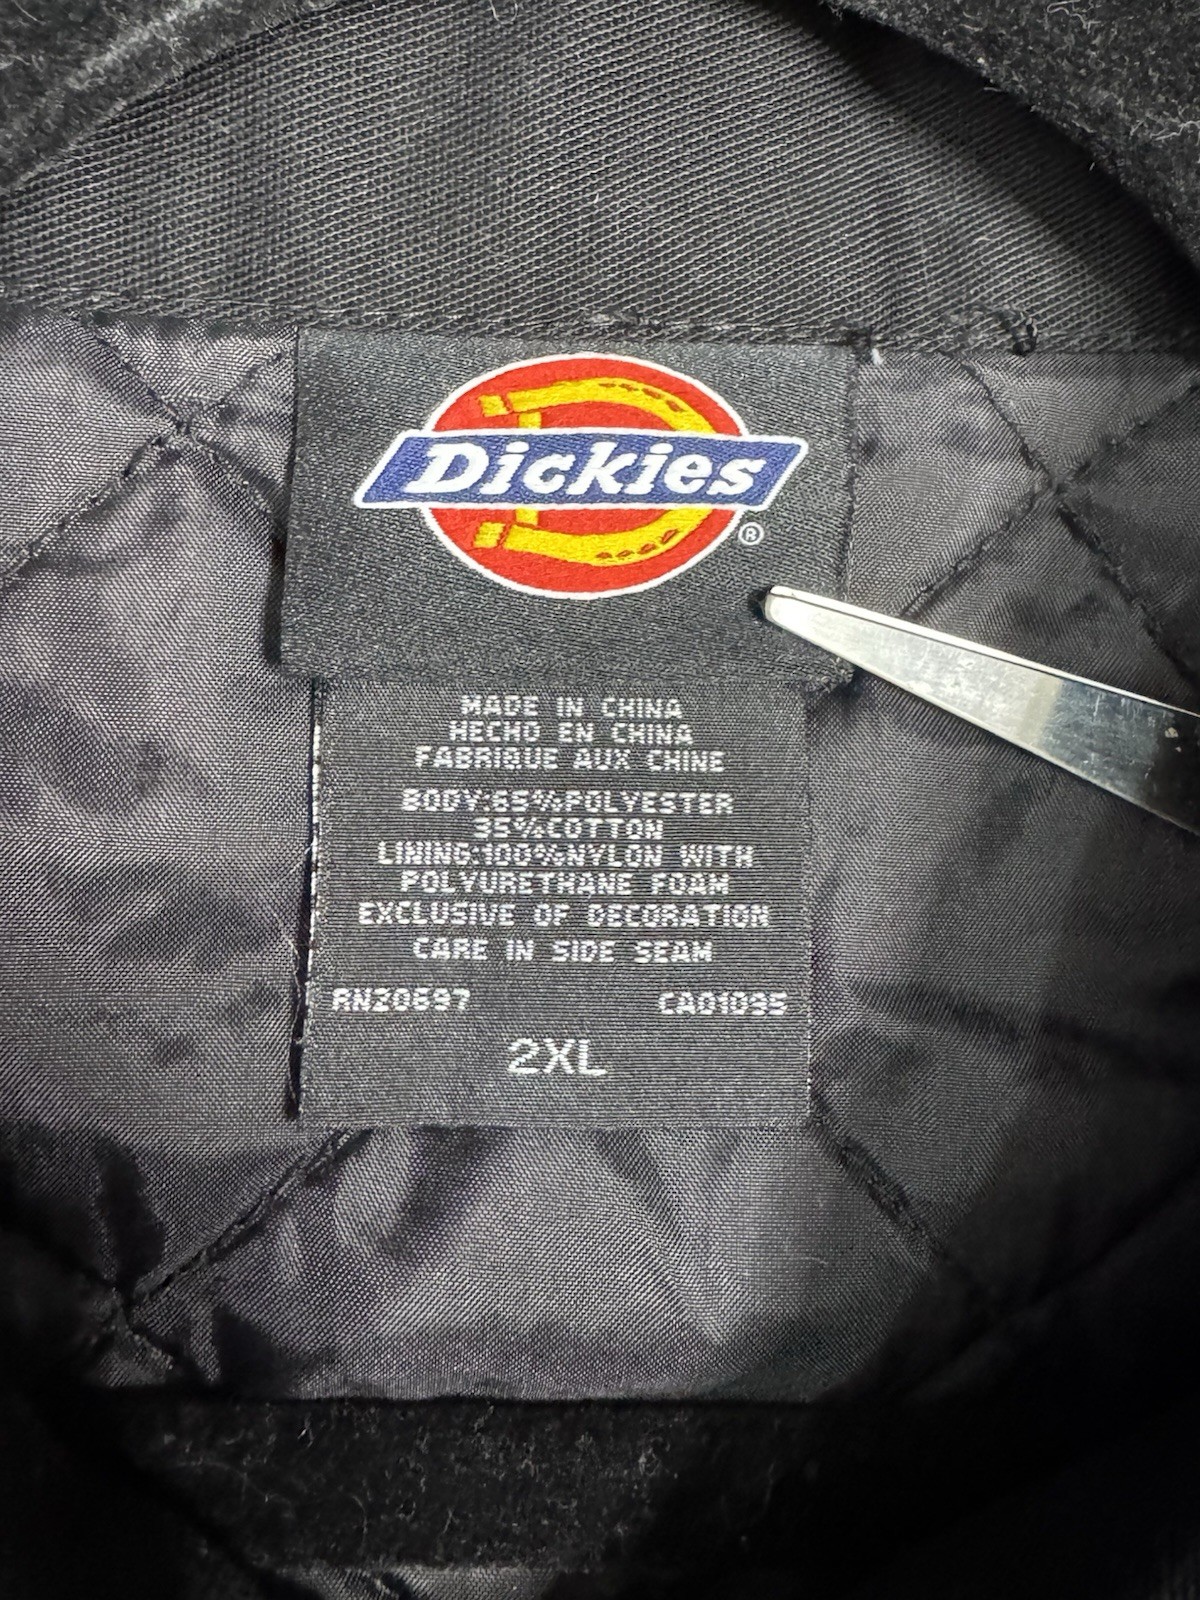 Dickies
®
MADE IN CHINA
HECHO EN CHINA
FABRIQUE AUX CHINE
BODY:65%POLYESTER
35%COTTON
LINING:100%NYLON WITH
POLYURETHANE FOAM
EXCLUSIVE OF DECORATION
CARE IN SIDE SEAM
RN20697 CA01095
2XL